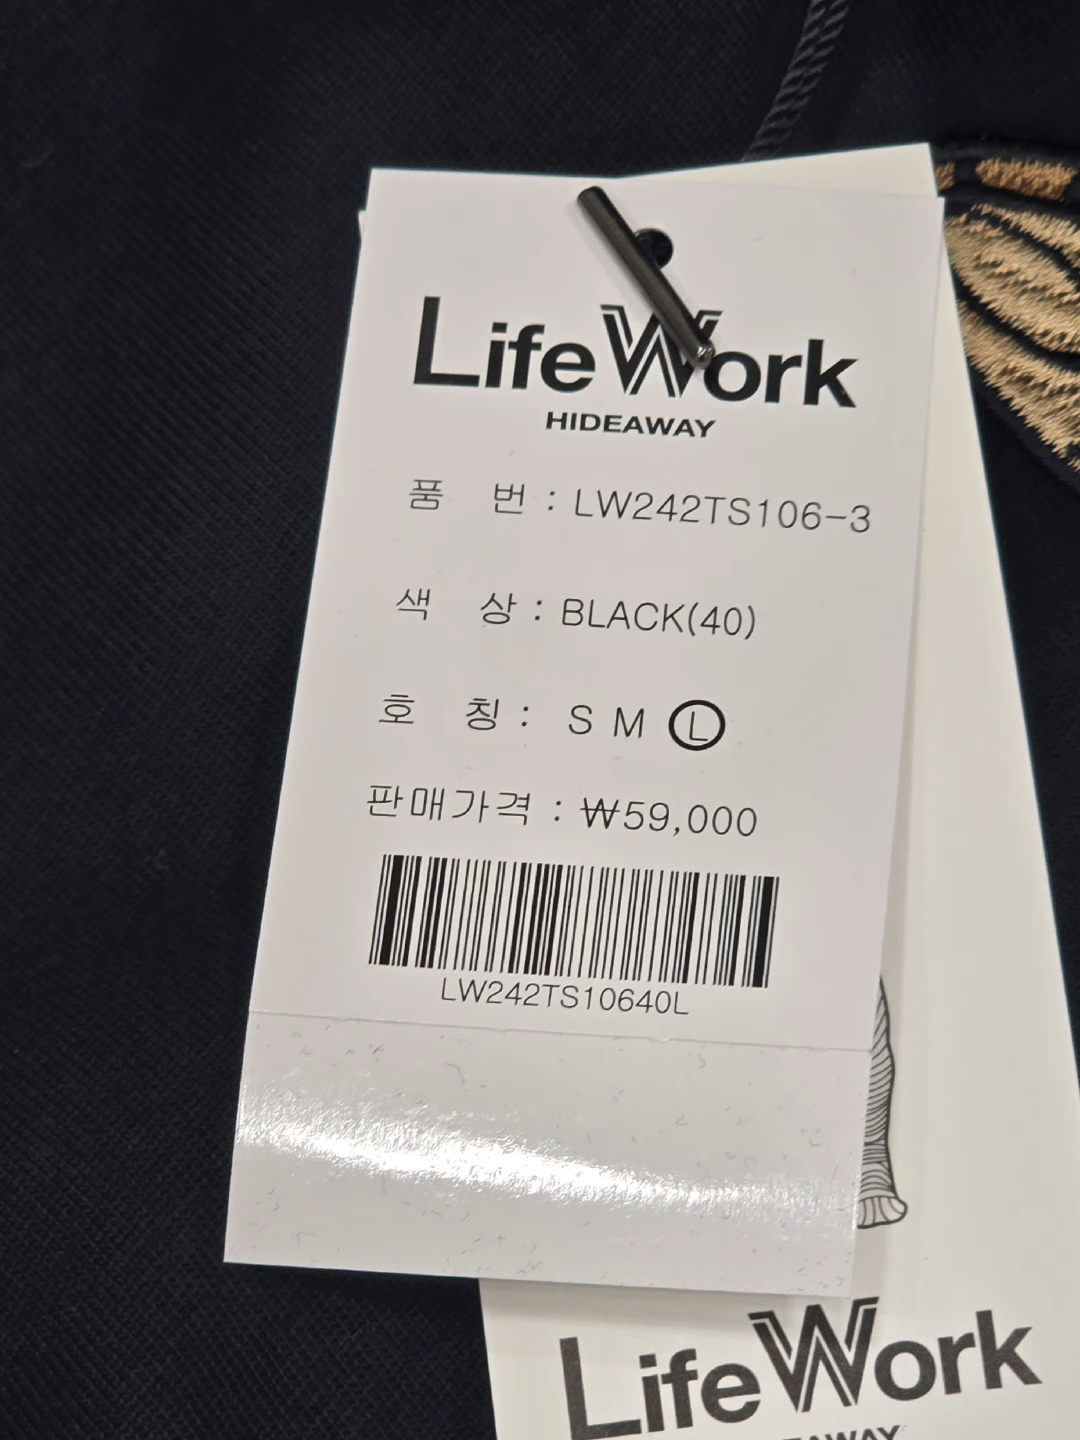 LifeWork
HIDEAWAY
품 번 : LW242TS106-3
색 상 : BLACK(40)
호 칭 : S M L
판매가격 : ₩59,000
LW242TS10640L
LifeWork